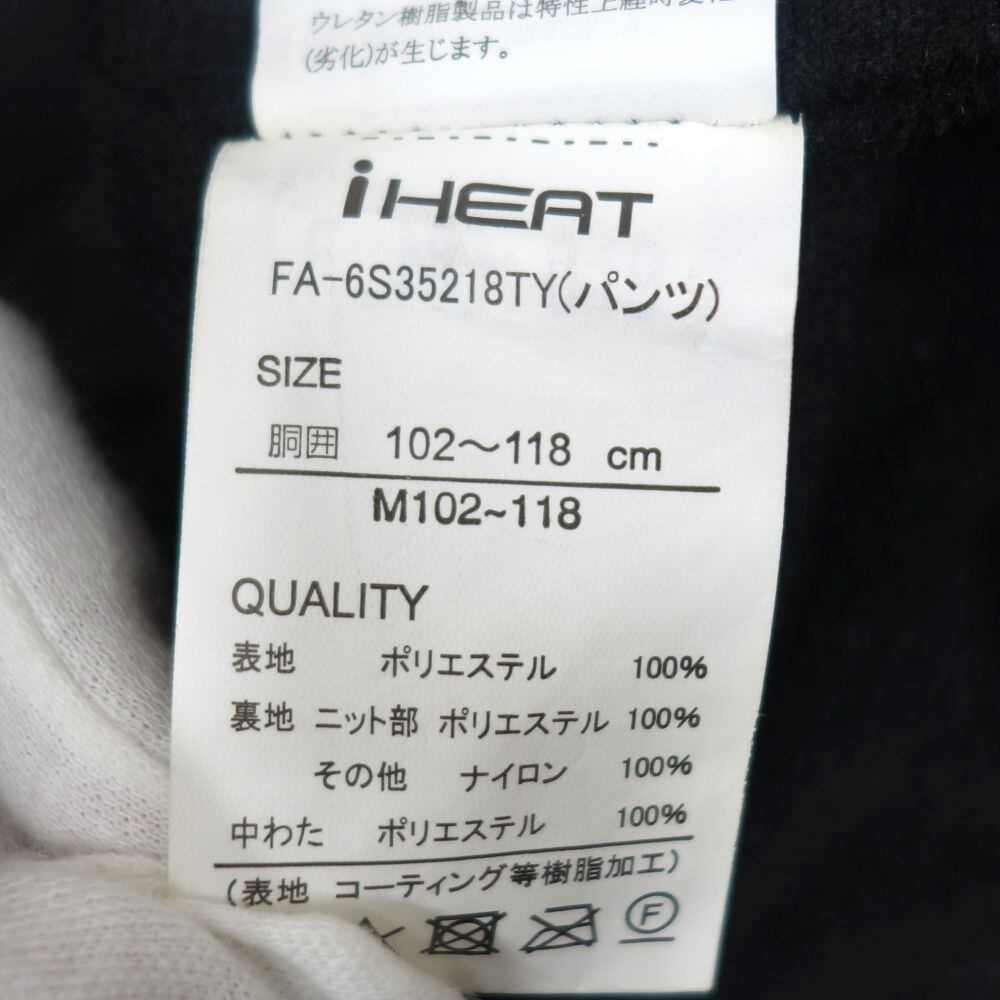 ウレタン樹脂製品は特性上経時変化
(劣化)が生じます。
iHEAT
FA-6S35218TY(パンツ)
SIZE
胴囲 102～118 cm
M102~118
QUALITY
表地 ポリエステル 100%
裏地 ニット部 ポリエステル 100%
その他 ナイロン 100%
中わた ポリエステル 100%
(表地 コーティング等樹脂加工)
F